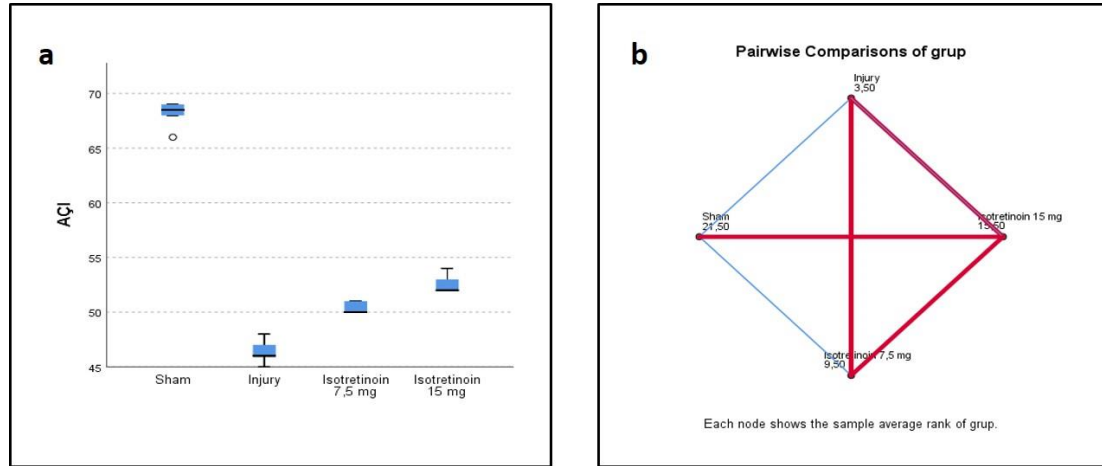 a
AÇI
70
65
60
55
50
45
Sham
Injury
Isotretinoin
7,5 mg
Isotretinoin
15 mg
b
Pairwise Comparisons of grup
Injury
3,50
Sham
21,50
Isotretinoin 15 mg
15,50
Isotretinoin 7,5 mg
9,50
Each node shows the sample average rank of grup.